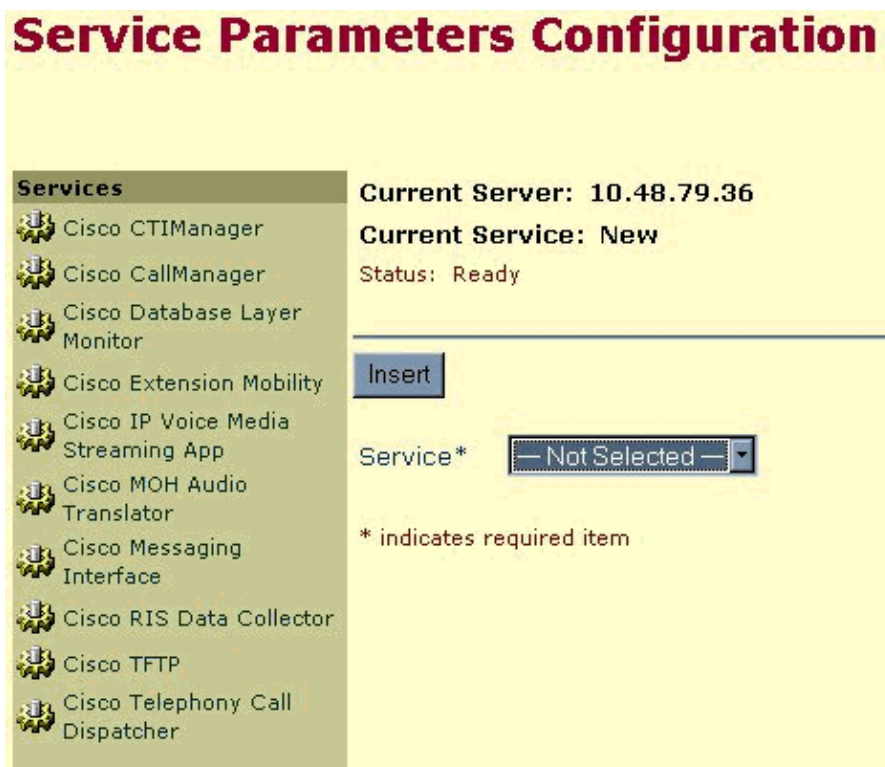 Service Parameters Configuration
Services
Cisco CTIManager
Cisco CallManager
Cisco Database Layer
Monitor
Cisco Extension Mobility
Cisco IP Voice Media
Streaming App
Cisco MOH Audio
Translator
Cisco Messaging
Interface
Cisco RIS Data Collector
Cisco TFTP
Cisco Telephony Call
Dispatcher
Current Server: 10.48.79.36
Current Service: New
Status: Ready
Insert
Service* — Not Selected —
* indicates required item